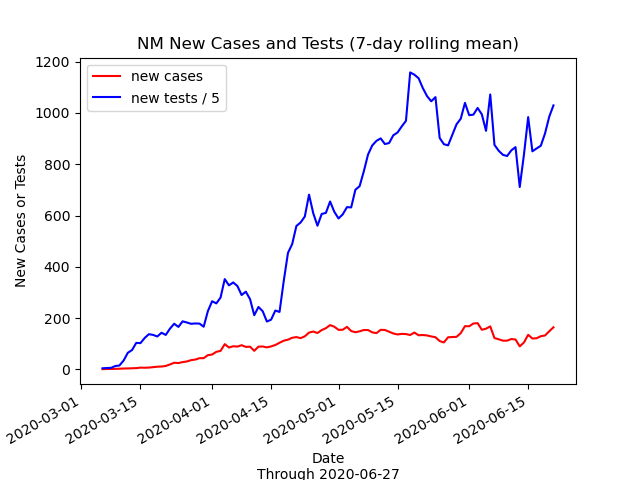 NM New Cases and Tests (7-day rolling mean)
new cases
new tests / 5
1200
1000
800
600
400
200
0
New Cases or Tests
2020-03-01
2020-03-15
2020-04-01
2020-04-15
2020-05-01
2020-05-15
2020-06-01
2020-06-15
Date
Through 2020-06-27